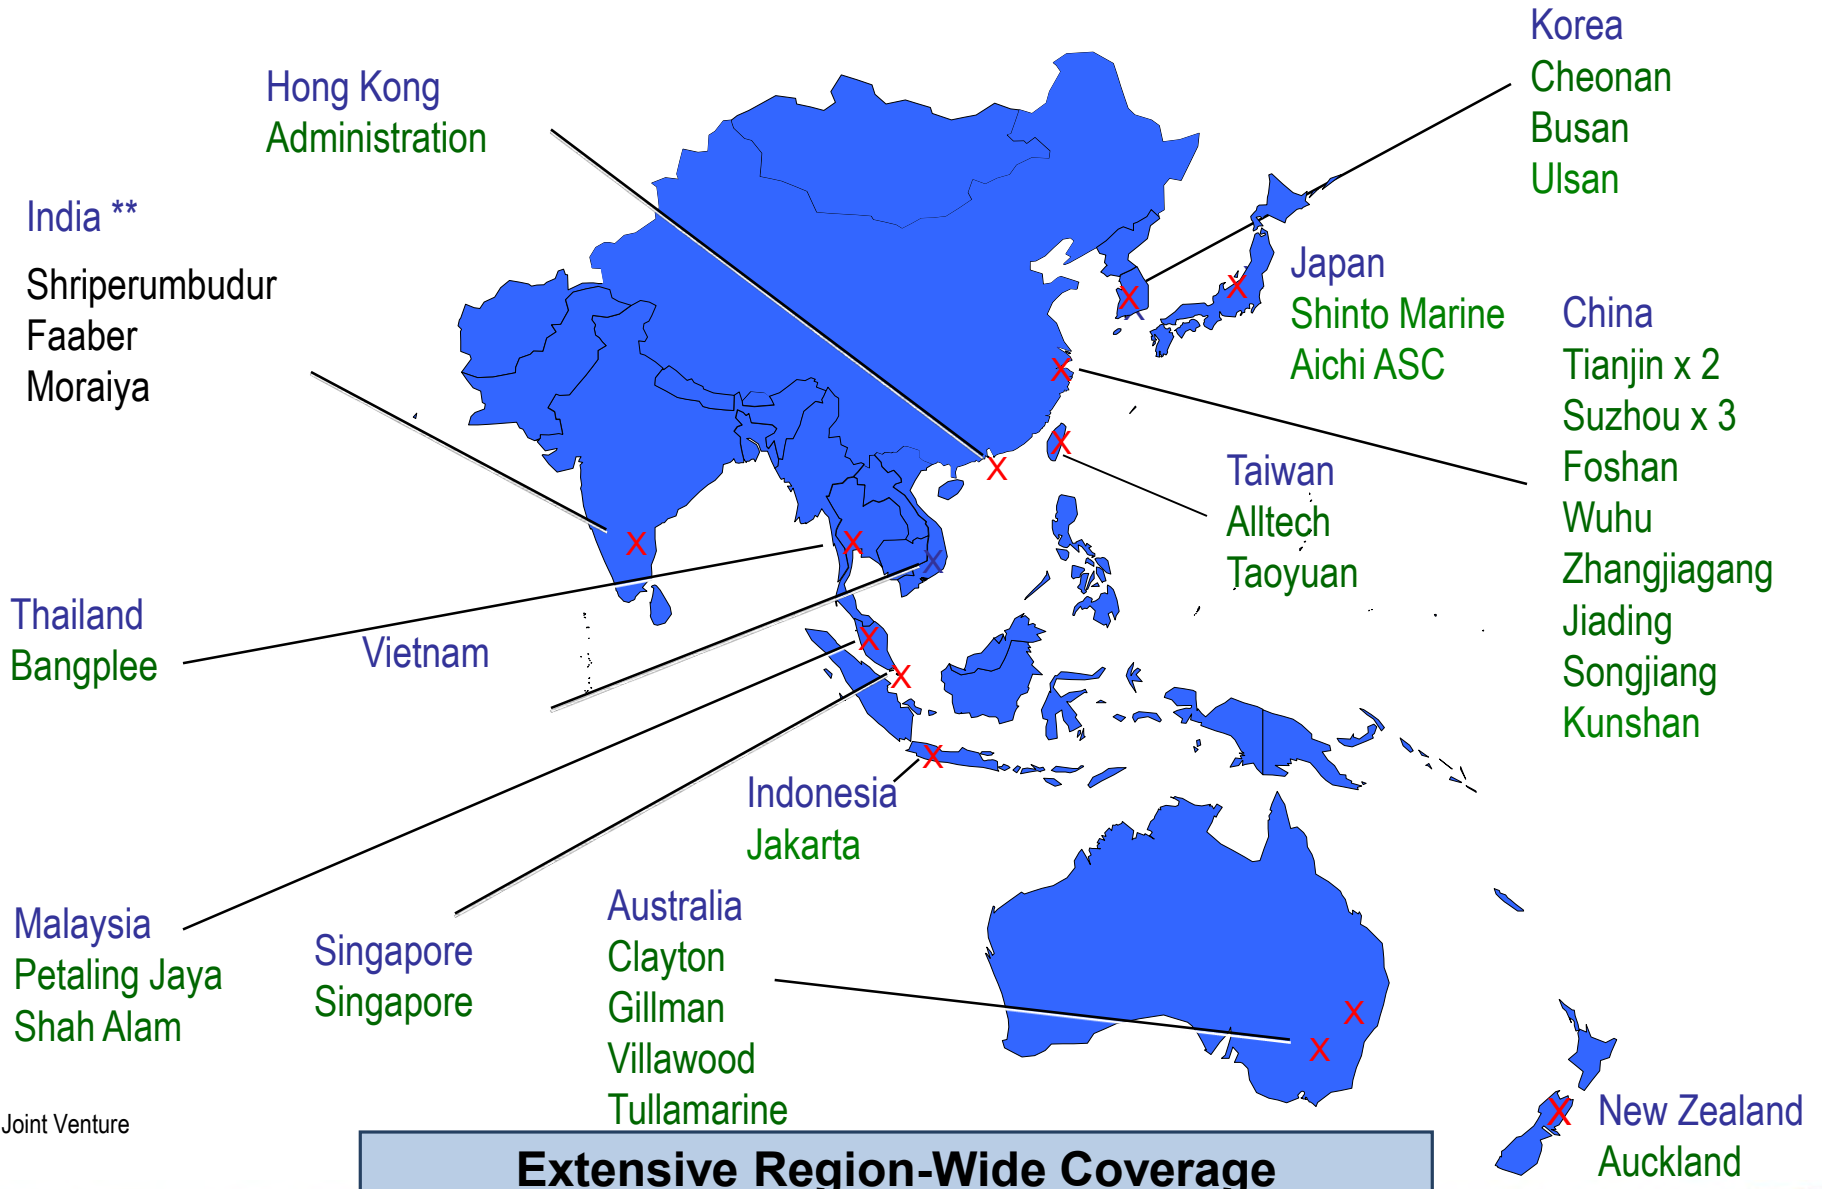 Hong Kong
Administration
India **
Shriperumbudur
Faaber
Moraiya
Thailand
Bangplee
Vietnam
Malaysia
Petaling Jaya
Shah Alam
Singapore
Singapore
Indonesia
Jakarta
Australia
Clayton
Gillman
Villawood
Tullamarine
Korea
Cheonan
Busan
Ulsan
Japan
Shinto Marine
Aichi ASC
China
Tianjin x 2
Suzhou x 3
Foshan
Wuhu
Zhangjiagang
Jiading
Songjiang
Kunshan
Taiwan
Alltech
Taoyuan
New Zealand
Auckland
Joint Venture
Extensive Region-Wide Coverage